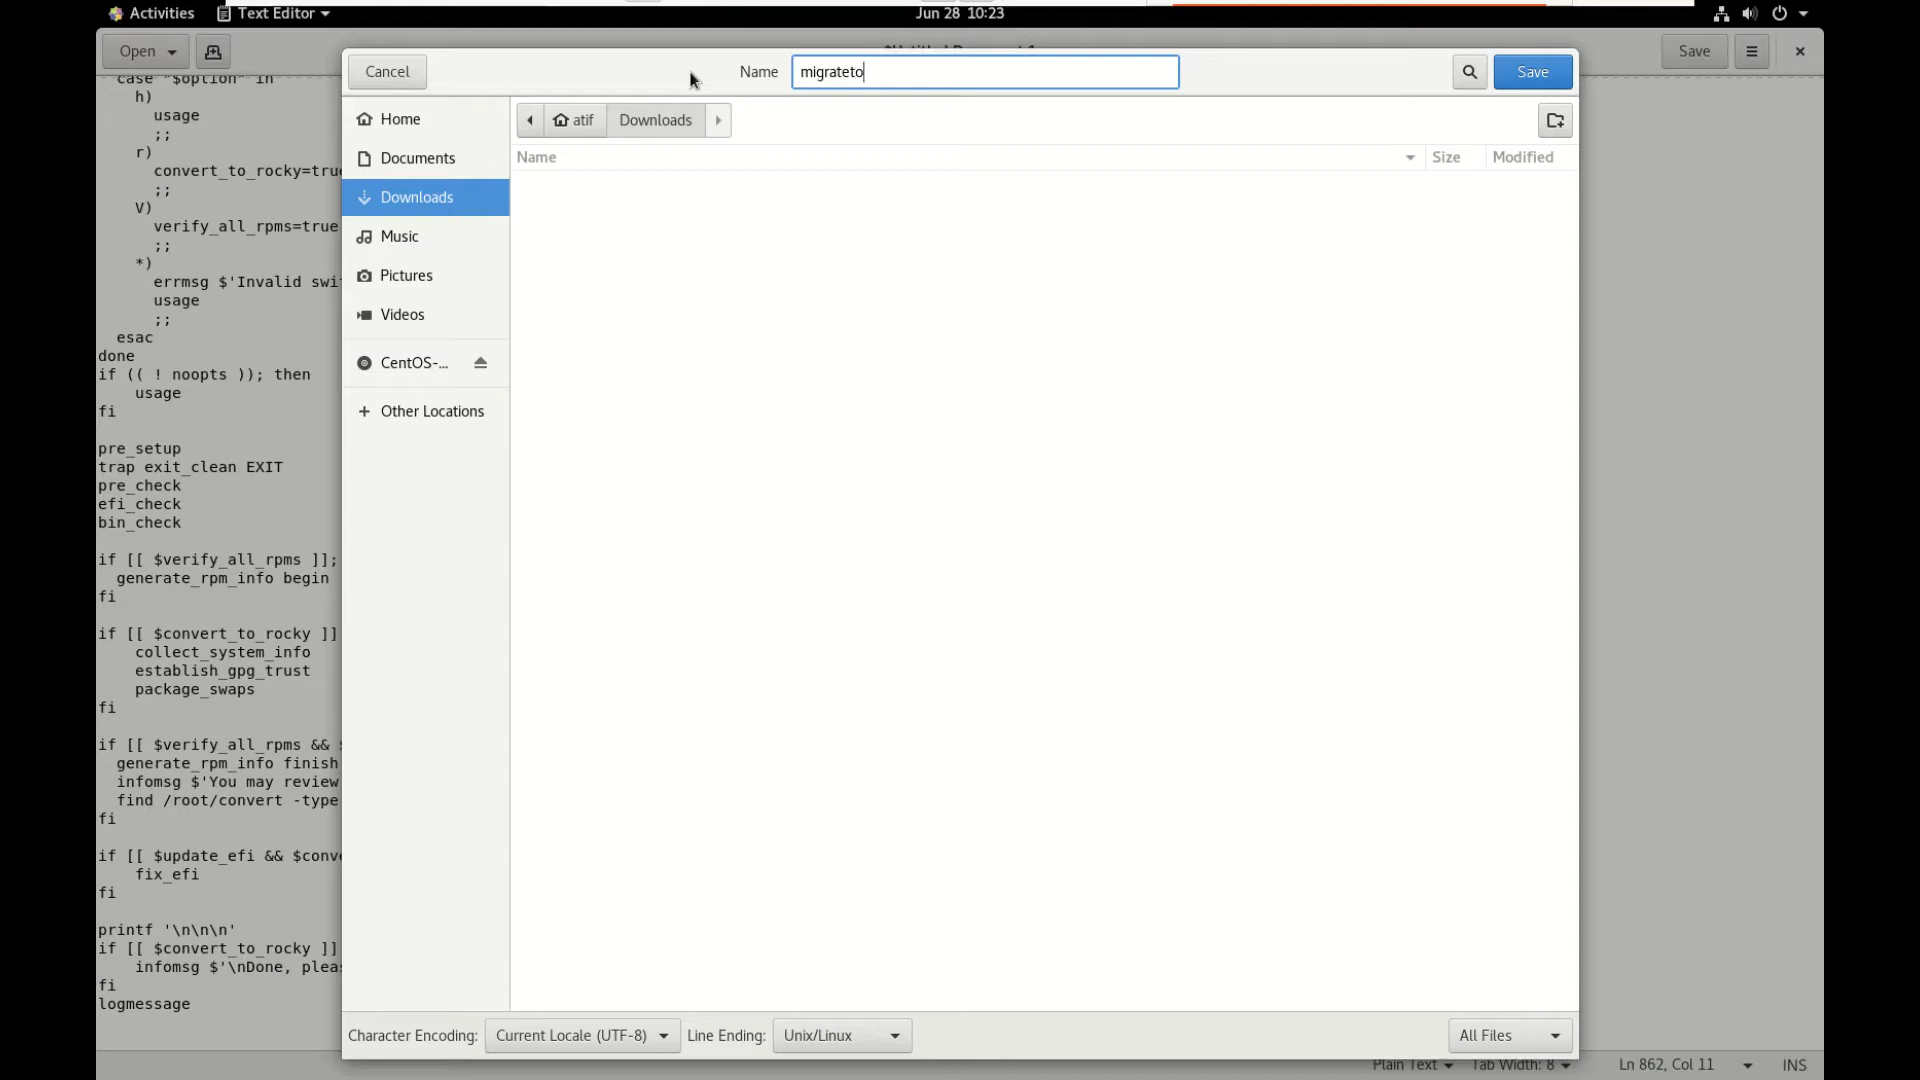 Activities Text Editor Jun 28 10:23
Open Save
Cancel Name migrateto Save
atif Downloads
Name Size Modified
Home
Documents
Downloads
Music
Pictures
Videos
CentOS-...
Other Locations
case "$option" in
h)
usage
;;
r)
convert_to_rocky=true
;;
V)
verify_all_rpms=true
;;
*)
errmsg $'Invalid swi
usage
;;
esac
done
if (( ! noopts )); then
usage
fi
pre_setup
trap exit_clean EXIT
pre_check
efi_check
bin_check
if [[ $verify_all_rpms ]];
generate_rpm_info begin
fi
if [[ $convert_to_rocky ]]
collect_system_info
establish_gpg_trust
package_swaps
fi
if [[ $verify_all_rpms &&
generate_rpm_info finish
infomsg $'You may review
find /root/convert -type
fi
if [[ $update_efi && $conv
fix_efi
fi
printf '\n\n\n'
if [[ $convert_to_rocky ]]
infomsg $'\nDone, plea
fi
logmessage
Character Encoding: Current Locale (UTF-8) Line Ending: Unix/Linux All Files
Plain Text Tab Width: 8 Ln 862, Col 11 INS